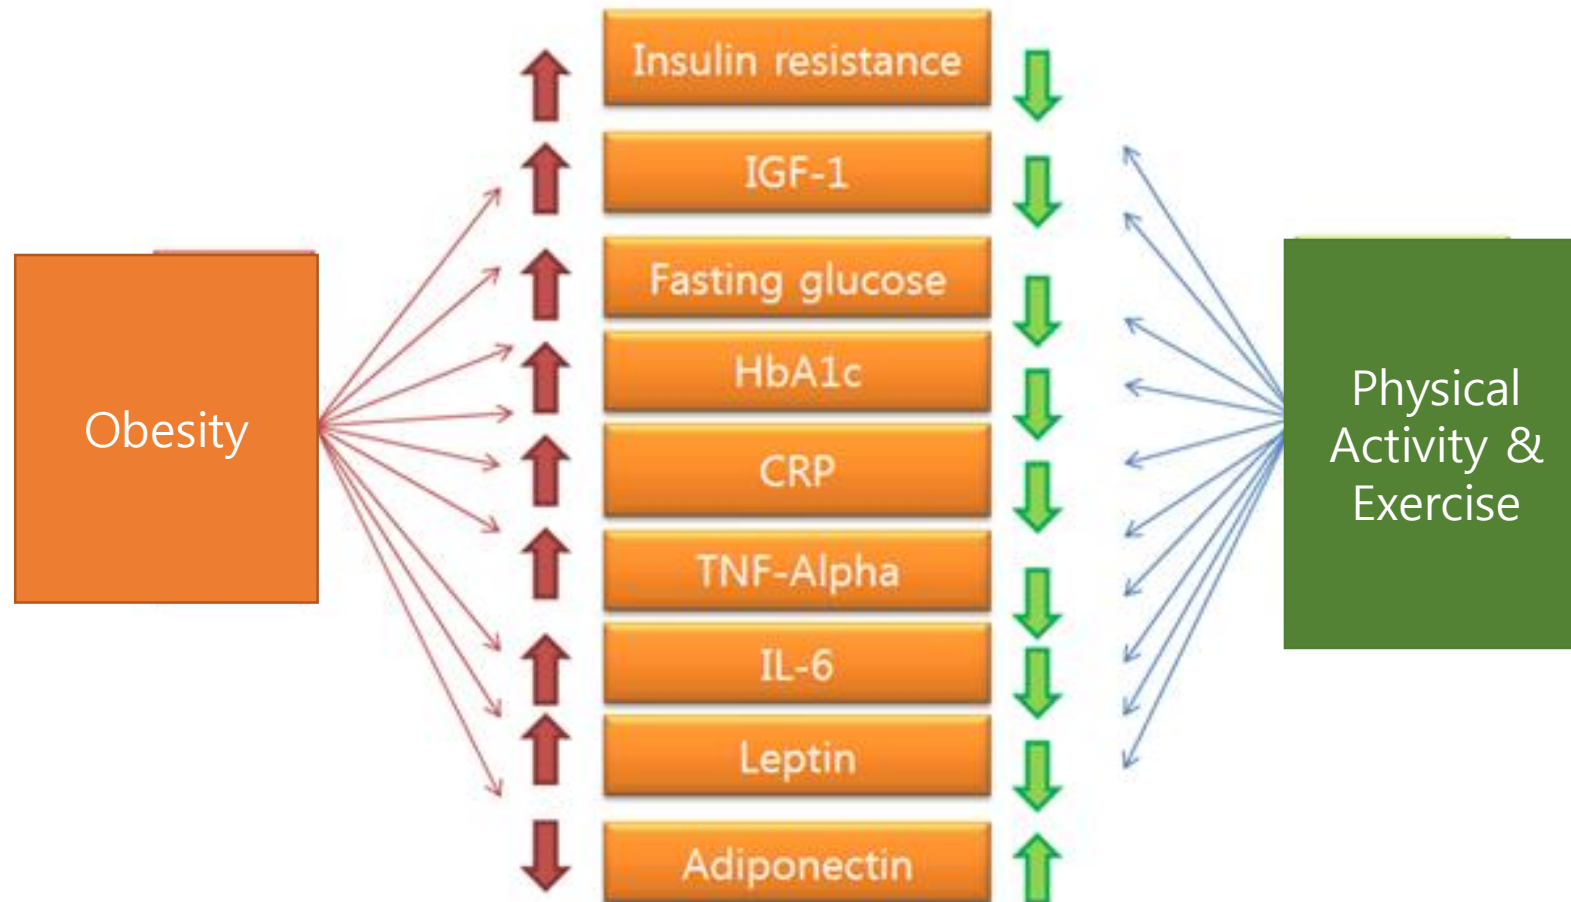 Insulin resistance
IGF-1
Fasting glucose
HbA1c
CRP
TNF-Alpha
IL-6
Leptin
Adiponectin
Obesity
Physical
Activity &
Exercise